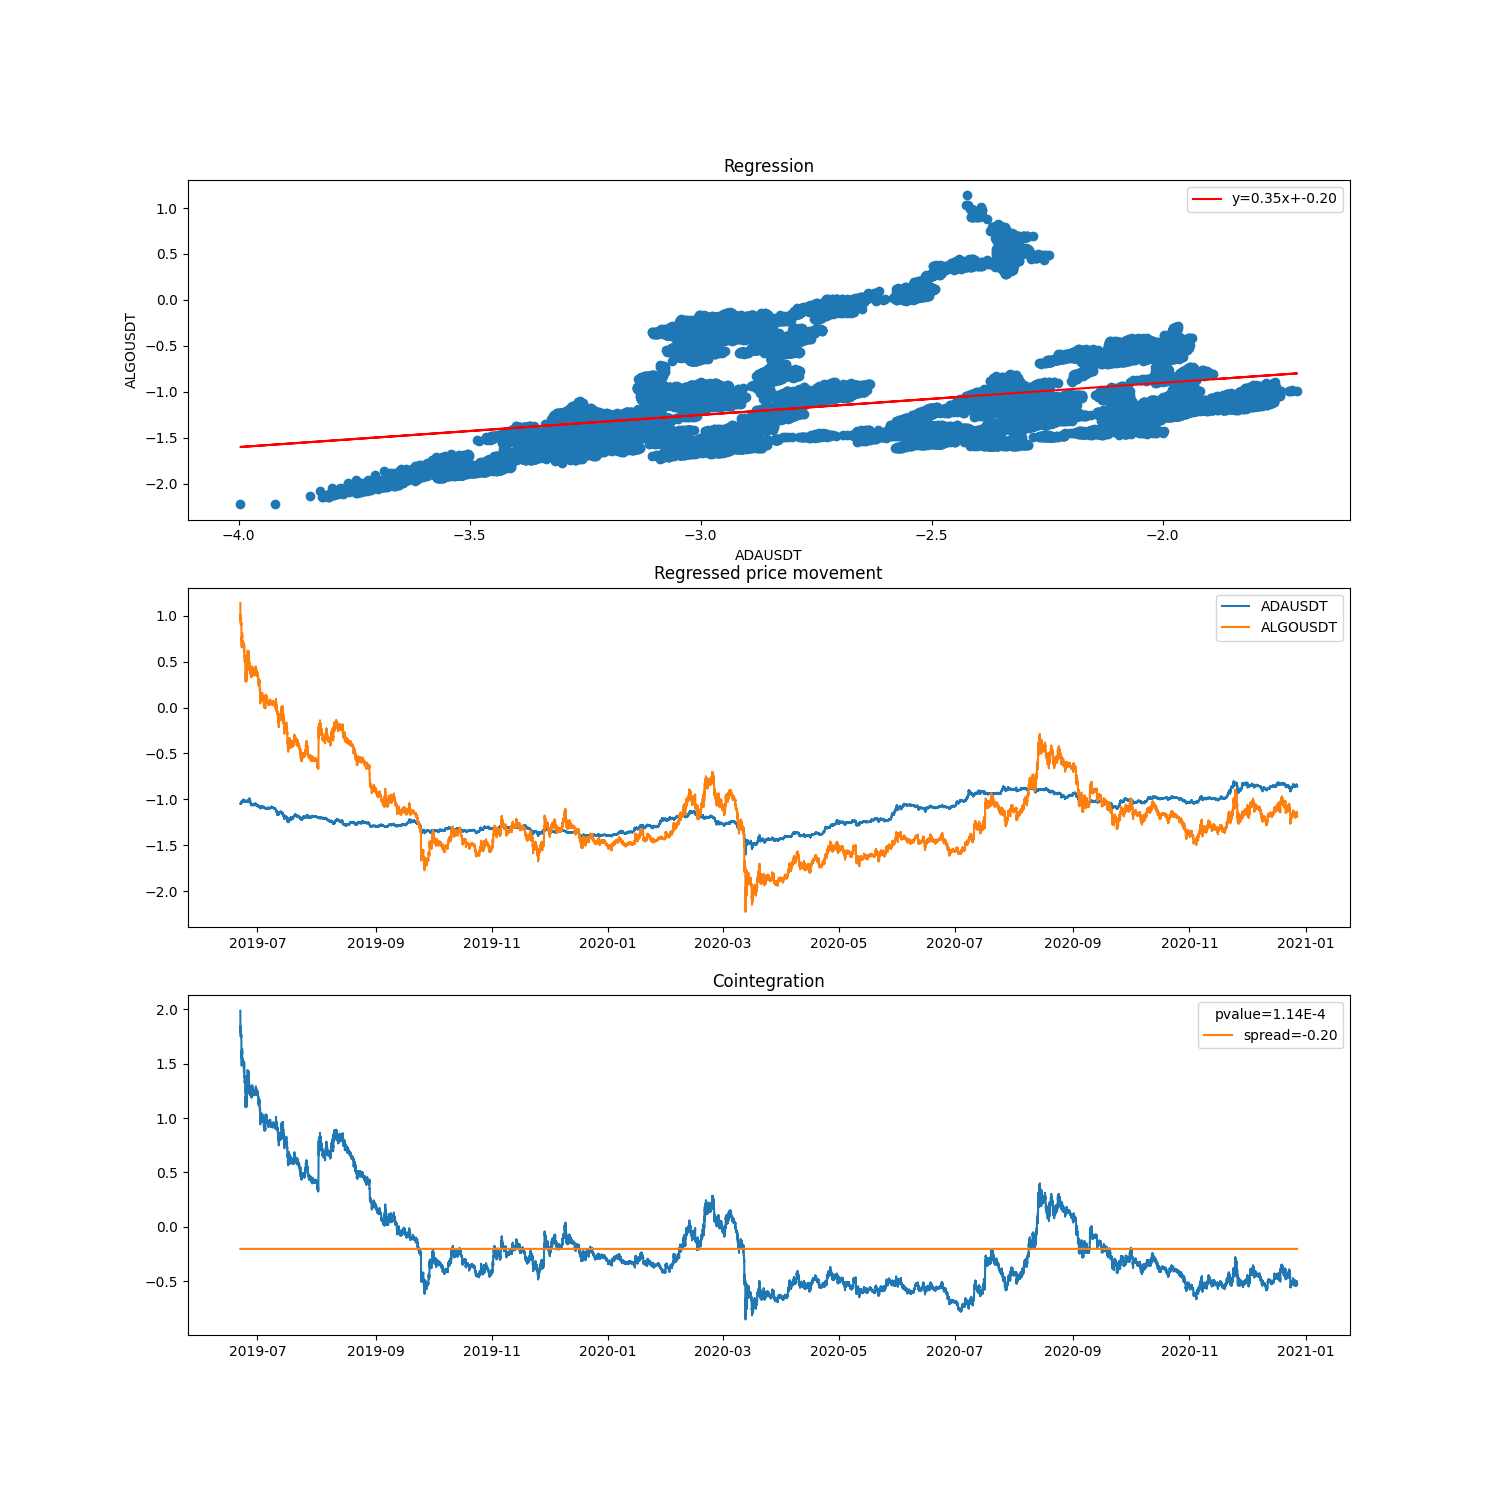 Regression
y=0.35x+-0.20
1.0
0.5
0.0
−0.5
−1.0
−1.5
−2.0
ALGOUSDT
−4.0 −3.5 −3.0 −2.5 −2.0
ADAUSDT
Regressed price movement
ADAUSDT
ALGOUSDT
1.0
0.5
0.0
−0.5
−1.0
−1.5
−2.0
2019-07 2019-09 2019-11 2020-01 2020-03 2020-05 2020-07 2020-09 2020-11 2021-01
Cointegration
pvalue=1.14E-4
spread=-0.20
2.0
1.5
1.0
0.5
0.0
−0.5
2019-07 2019-09 2019-11 2020-01 2020-03 2020-05 2020-07 2020-09 2020-11 2021-01